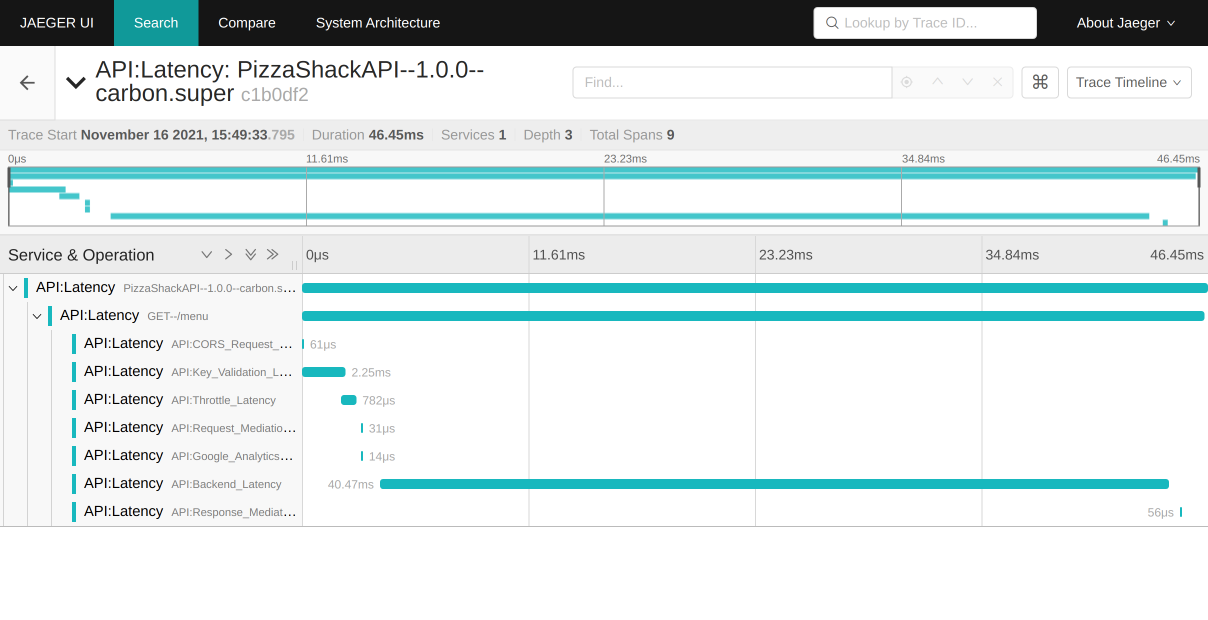 JAEGER UI Search Compare System Architecture Lookup by Trace ID... About Jaeger
API:Latency: PizzaShackAPI--1.0.0--
carbon.super c1b0df2
Find...
⌘
Trace Timeline
Trace Start November 16 2021, 15:49:33.795 Duration 46.45ms Services 1 Depth 3 Total Spans 9
0μs 11.61ms 23.23ms 34.84ms 46.45ms
Service & Operation 0μs 11.61ms 23.23ms 34.84ms 46.45ms
API:Latency PizzaShackAPI--1.0.0--carbon.s...
API:Latency GET--/menu
API:Latency API:CORS_Request_... 61μs
API:Latency API:Key_Validation_L... 2.25ms
API:Latency API:Throttle_Latency 782μs
API:Latency API:Request_Mediatio... 31μs
API:Latency API:Google_Analytics... 14μs
API:Latency API:Backend_Latency 40.47ms
API:Latency API:Response_Mediat... 56μs